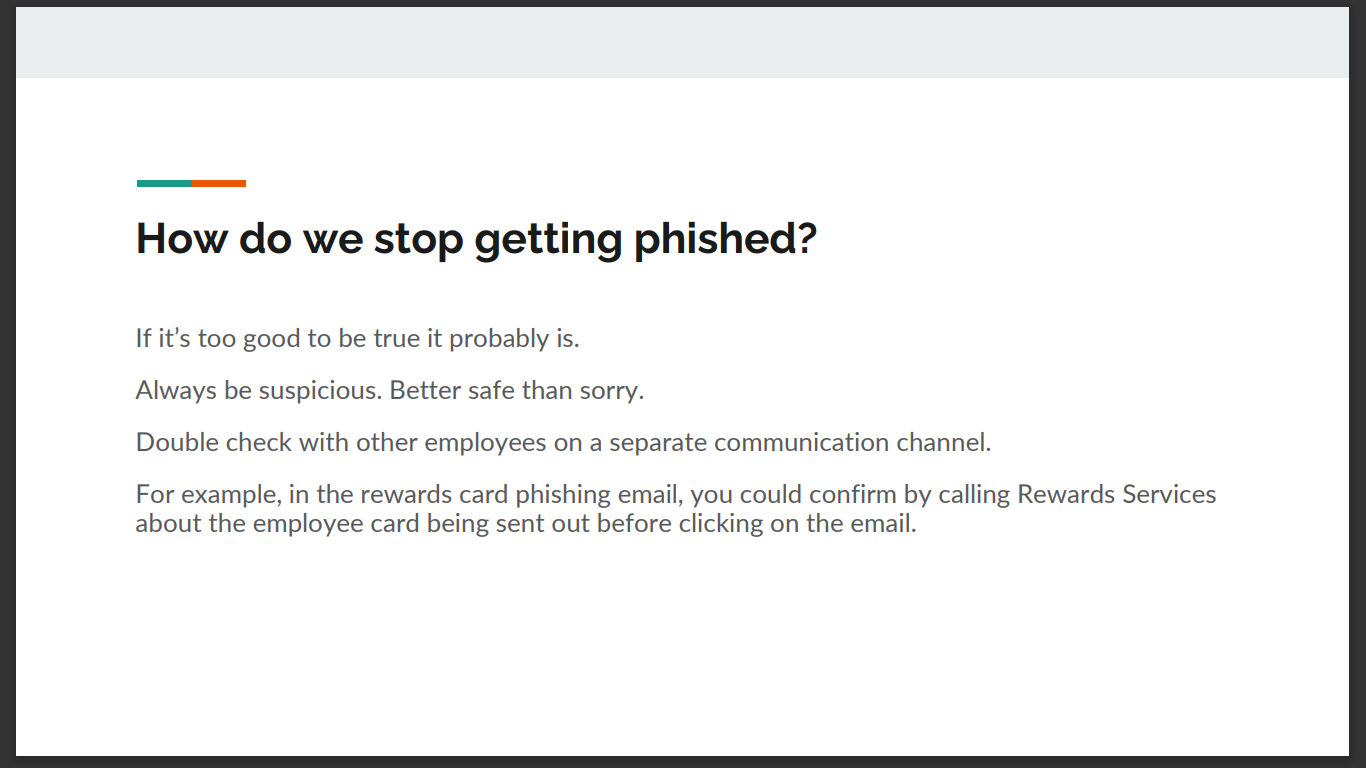 How do we stop getting phished?
If it’s too good to be true it probably is.
Always be suspicious. Better safe than sorry.
Double check with other employees on a separate communication channel.
For example, in the rewards card phishing email, you could confirm by calling Rewards Services
about the employee card being sent out before clicking on the email.